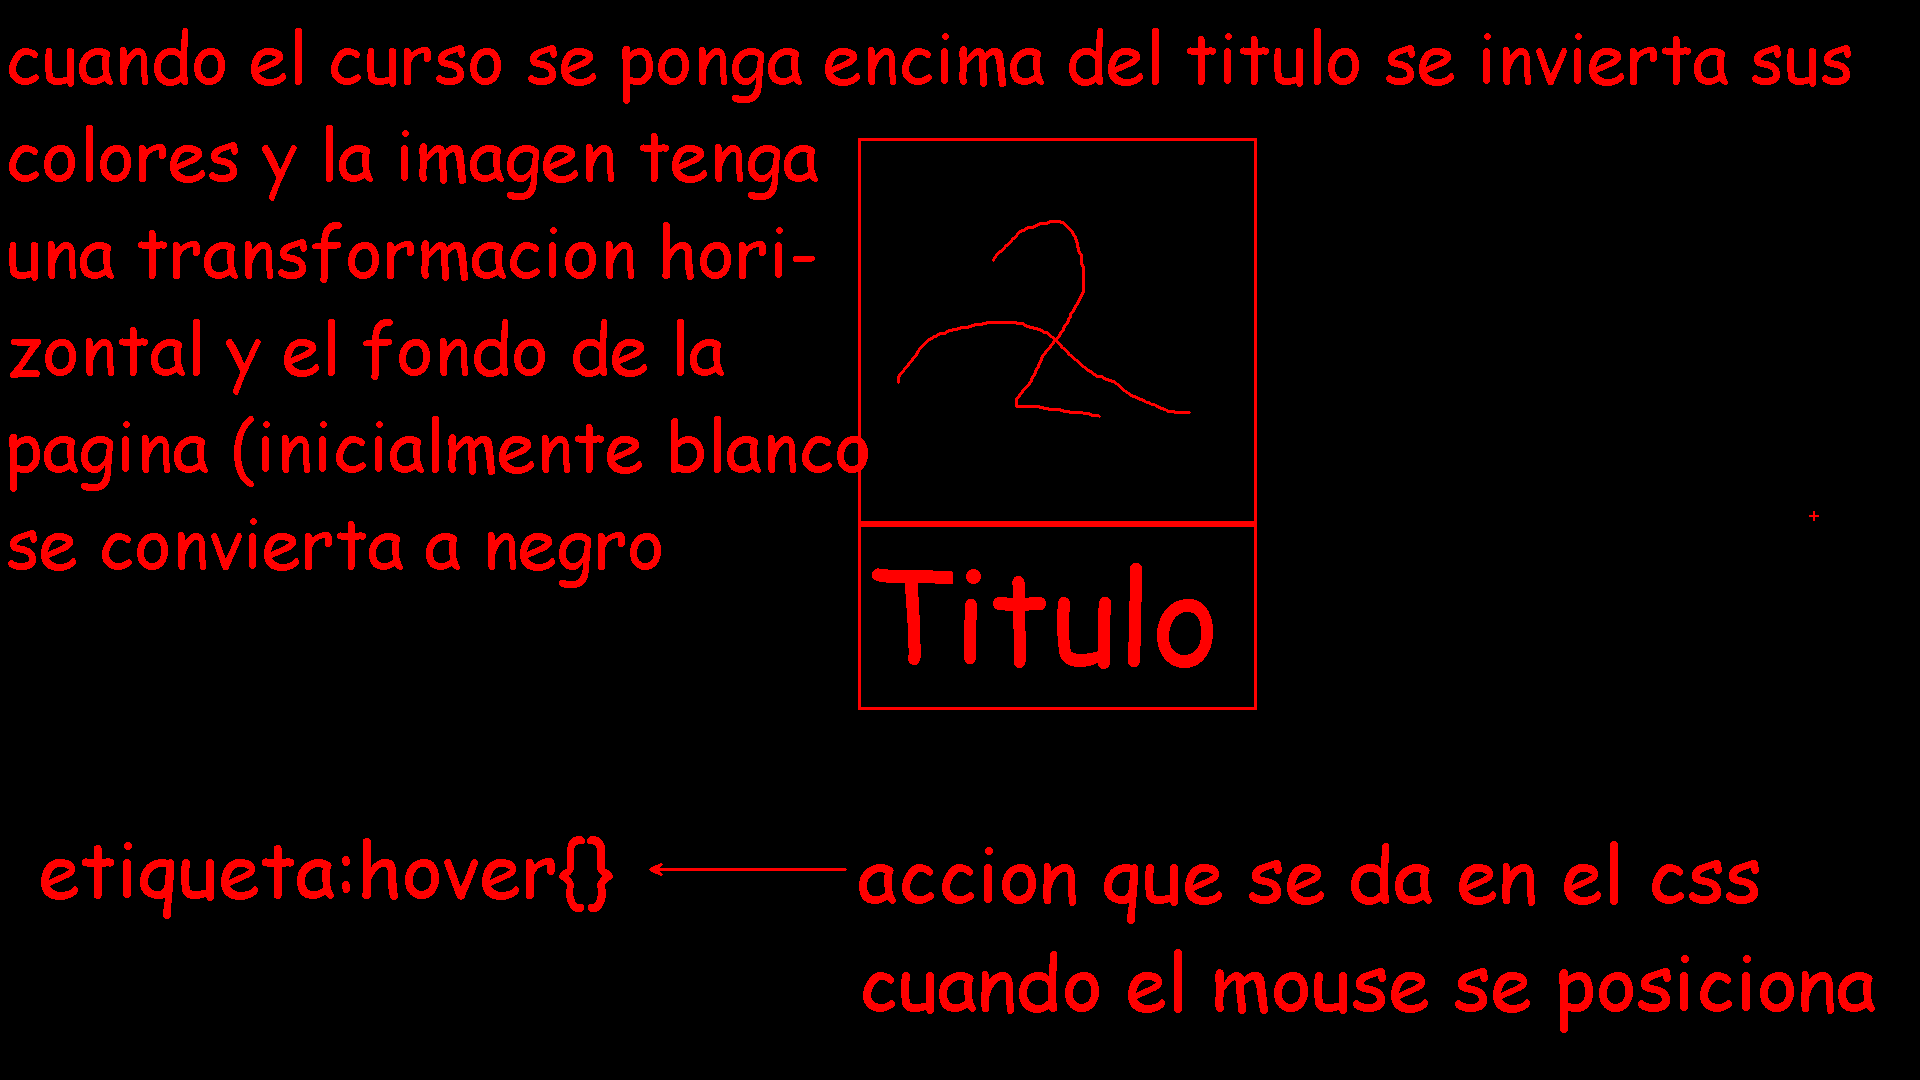 cuando el curso se ponga encima del titulo se invierta sus
colores y la imagen tenga
una transformacion hori-
zontal y el fondo de la
pagina (inicialmente blanco
se convierta a negro
Titulo
etiqueta:hover{}
accion que se da en el css
cuando el mouse se posiciona